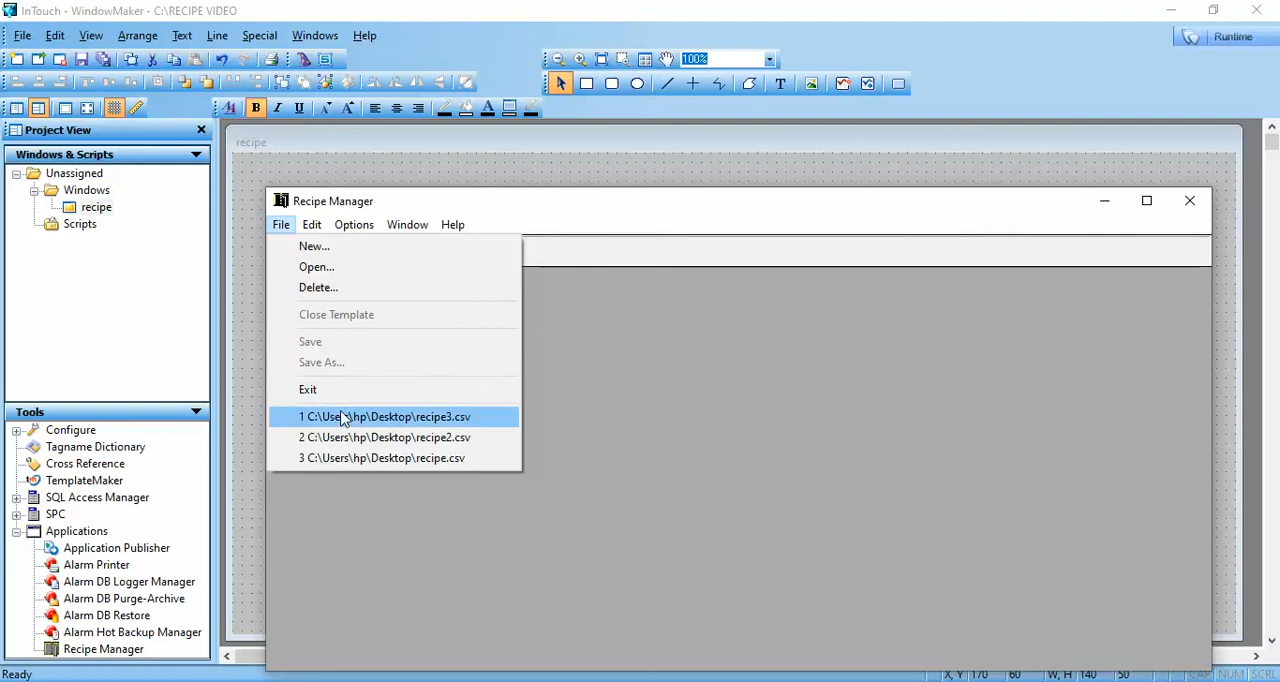 InTouch - WindowMaker - C:\RECIPE VIDEO
File Edit View Arrange Text Line Special Windows Help
Runtime
100%
Project View
Windows & Scripts
Unassigned
Windows
recipe
Scripts
Tools
Configure
Tagname Dictionary
Cross Reference
TemplateMaker
SQL Access Manager
SPC
Applications
Application Publisher
Alarm Printer
Alarm DB Logger Manager
Alarm DB Purge-Archive
Alarm DB Restore
Alarm Hot Backup Manager
Recipe Manager
recipe
Recipe Manager
File Edit Options Window Help
New...
Open...
Delete...
Close Template
Save
Save As...
Exit
1 C:\Users\hp\Desktop\recipe3.csv
2 C:\Users\hp\Desktop\recipe2.csv
3 C:\Users\hp\Desktop\recipe.csv
Ready
X, Y 170 60 W, H 140 50 CAP NUM SCRL